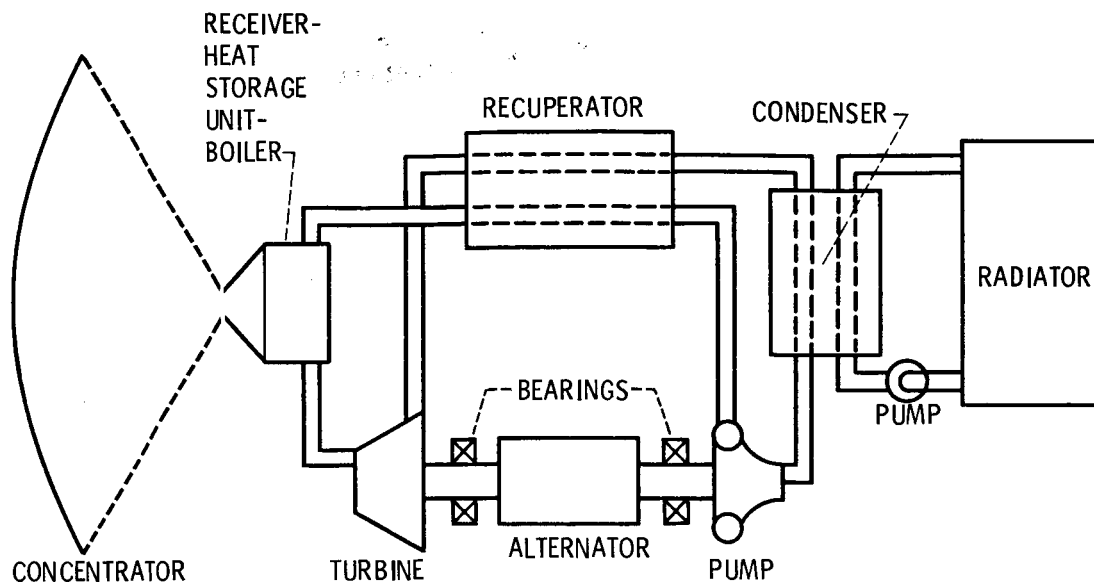 RECEIVER-
HEAT
STORAGE
UNIT-
BOILER
RECUPERATOR
CONDENSER
RADIATOR
PUMP
BEARINGS
CONCENTRATOR
TURBINE
ALTERNATOR
PUMP